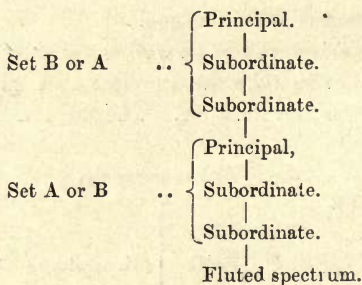 Principal.
Set B or A .. Subordinate.
Subordinate.
Principal,
Set A or B .. Subordinate.
Subordinate.
Fluted spectrum.